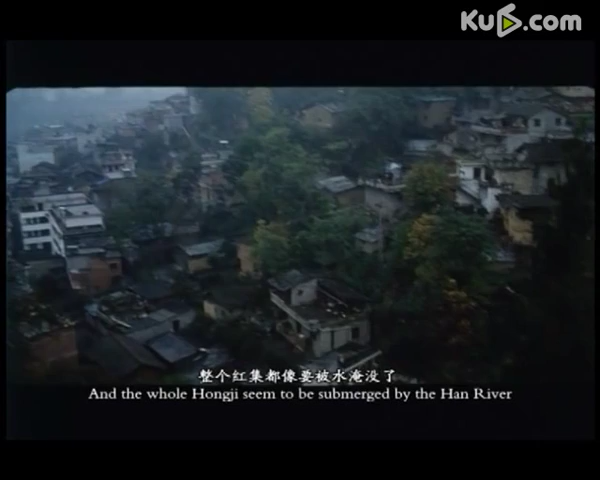 Ku6.com
整个红集都像要被水淹没了
And the whole Hongji seem to be submerged by the Han River